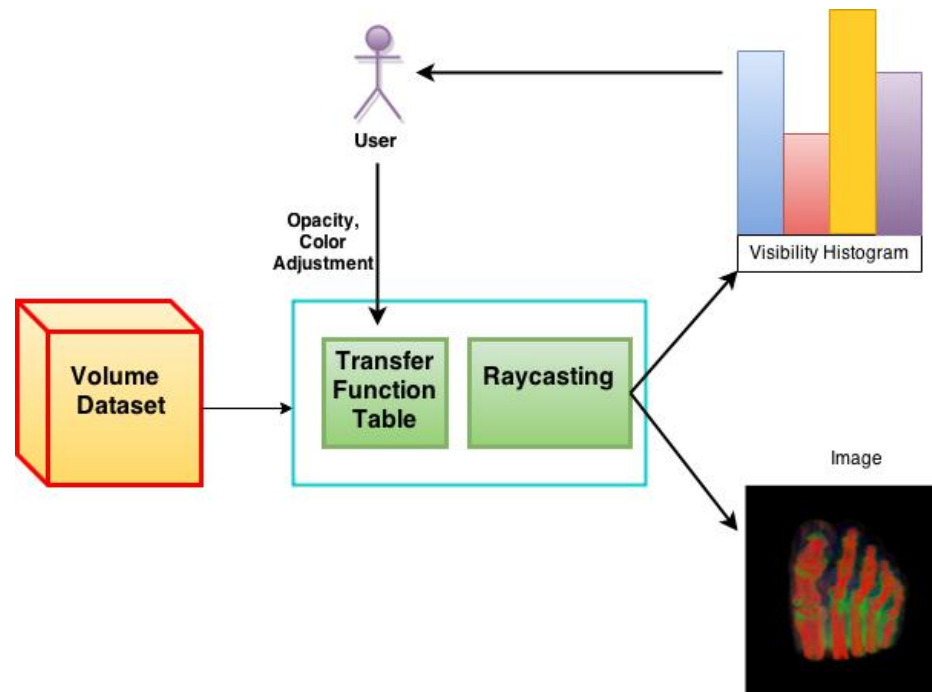 User
Opacity,
Color
Adjustment
Visibility Histogram
Volume
Dataset
Transfer
Function
Table
Raycasting
Image